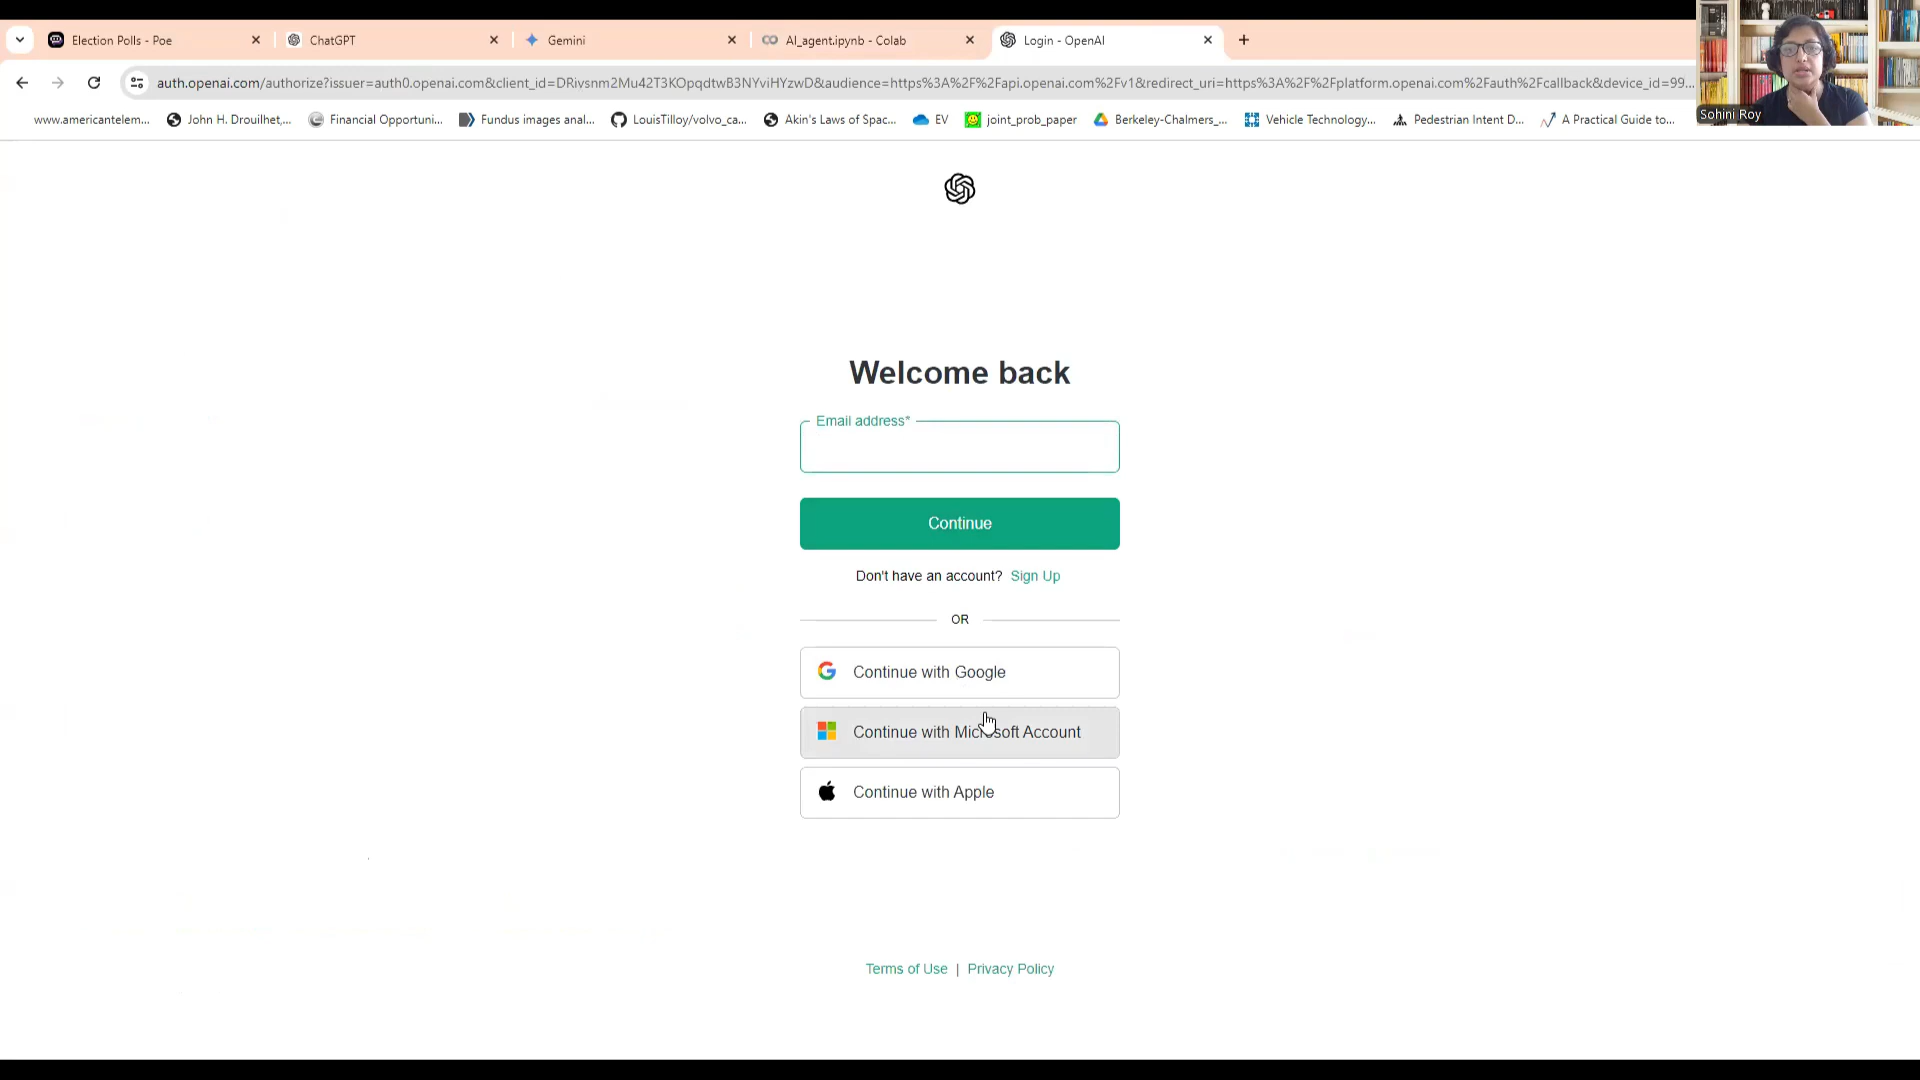 Election Polls - Poe
ChatGPT
Gemini
AI_agent.ipynb - Colab
Login - OpenAI
auth.openai.com/authorize?issuer=auth0.openai.com&client_id=DRivsnm2Mu42T3KOpqdtwB3NYviHYzwD&audience=https%3A%2F%2Fapi.openai.com%2Fv1&redirect_uri=https%3A%2F%2Fplatform.openai.com%2Fauth%2Fcallback&device_id=99...
www.americantelem...
John H. Drouilhet,...
Financial Opportuni...
Fundus images anal...
LouisTilloy/volvo_ca...
Akin's Laws of Spac...
EV
joint_prob_paper
Berkeley-Chalmers_...
Vehicle Technology...
Pedestrian Intent D...
A Practical Guide to...
Sohini Roy
Welcome back
Email address*
Continue
Don't have an account? Sign Up
OR
Continue with Google
Continue with Microsoft Account
Continue with Apple
Terms of Use | Privacy Policy